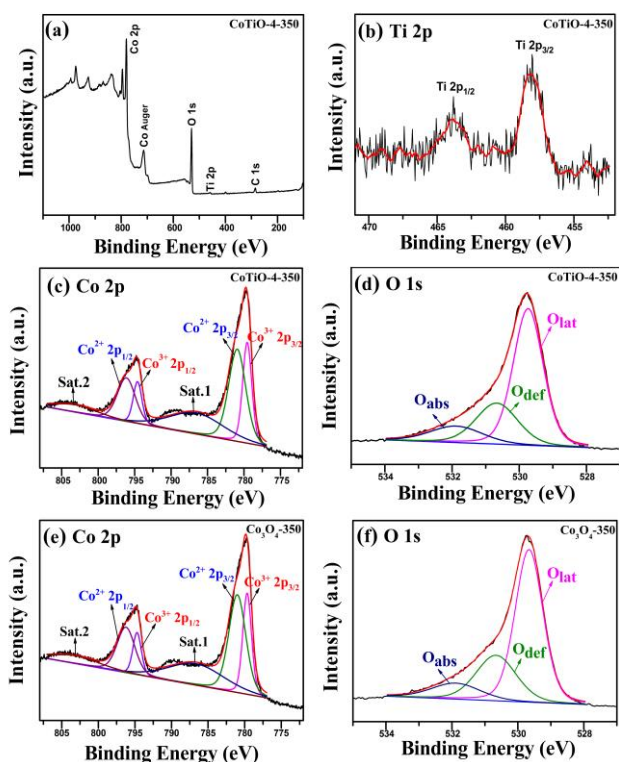 (a)
CoTiO-4-350
Co 2p
Co Auger
O 1s
Ti 2p
C 1s
Intensity (a.u.)
1000 800 600 400 200
Binding Energy (eV)
(b) Ti 2p
CoTiO-4-350
Ti 2p3/2
Ti 2p1/2
Intensity (a.u.)
470 465 460 455
Binding Energy (eV)
(c) Co 2p
CoTiO-4-350
Co2+ 2p3/2
Co3+ 2p3/2
Co2+ 2p1/2
Co3+ 2p1/2
Sat.2
Sat.1
Intensity (a.u.)
805 800 795 790 785 780 775
Binding Energy (eV)
(d) O 1s
CoTiO-4-350
Olat
Odef
Oabs
Intensity (a.u.)
534 532 530 528
Binding Energy (eV)
(e) Co 2p
Co3O4-350
Co2+ 2p3/2
Co3+ 2p3/2
Co2+ 2p1/2
Co3+ 2p1/2
Sat.2
Sat.1
Intensity (a.u.)
805 800 795 790 785 780 775
Binding Energy (eV)
(f) O 1s
Co3O4-350
Olat
Odef
Oabs
Intensity (a.u.)
534 532 530 528
Binding Energy (eV)